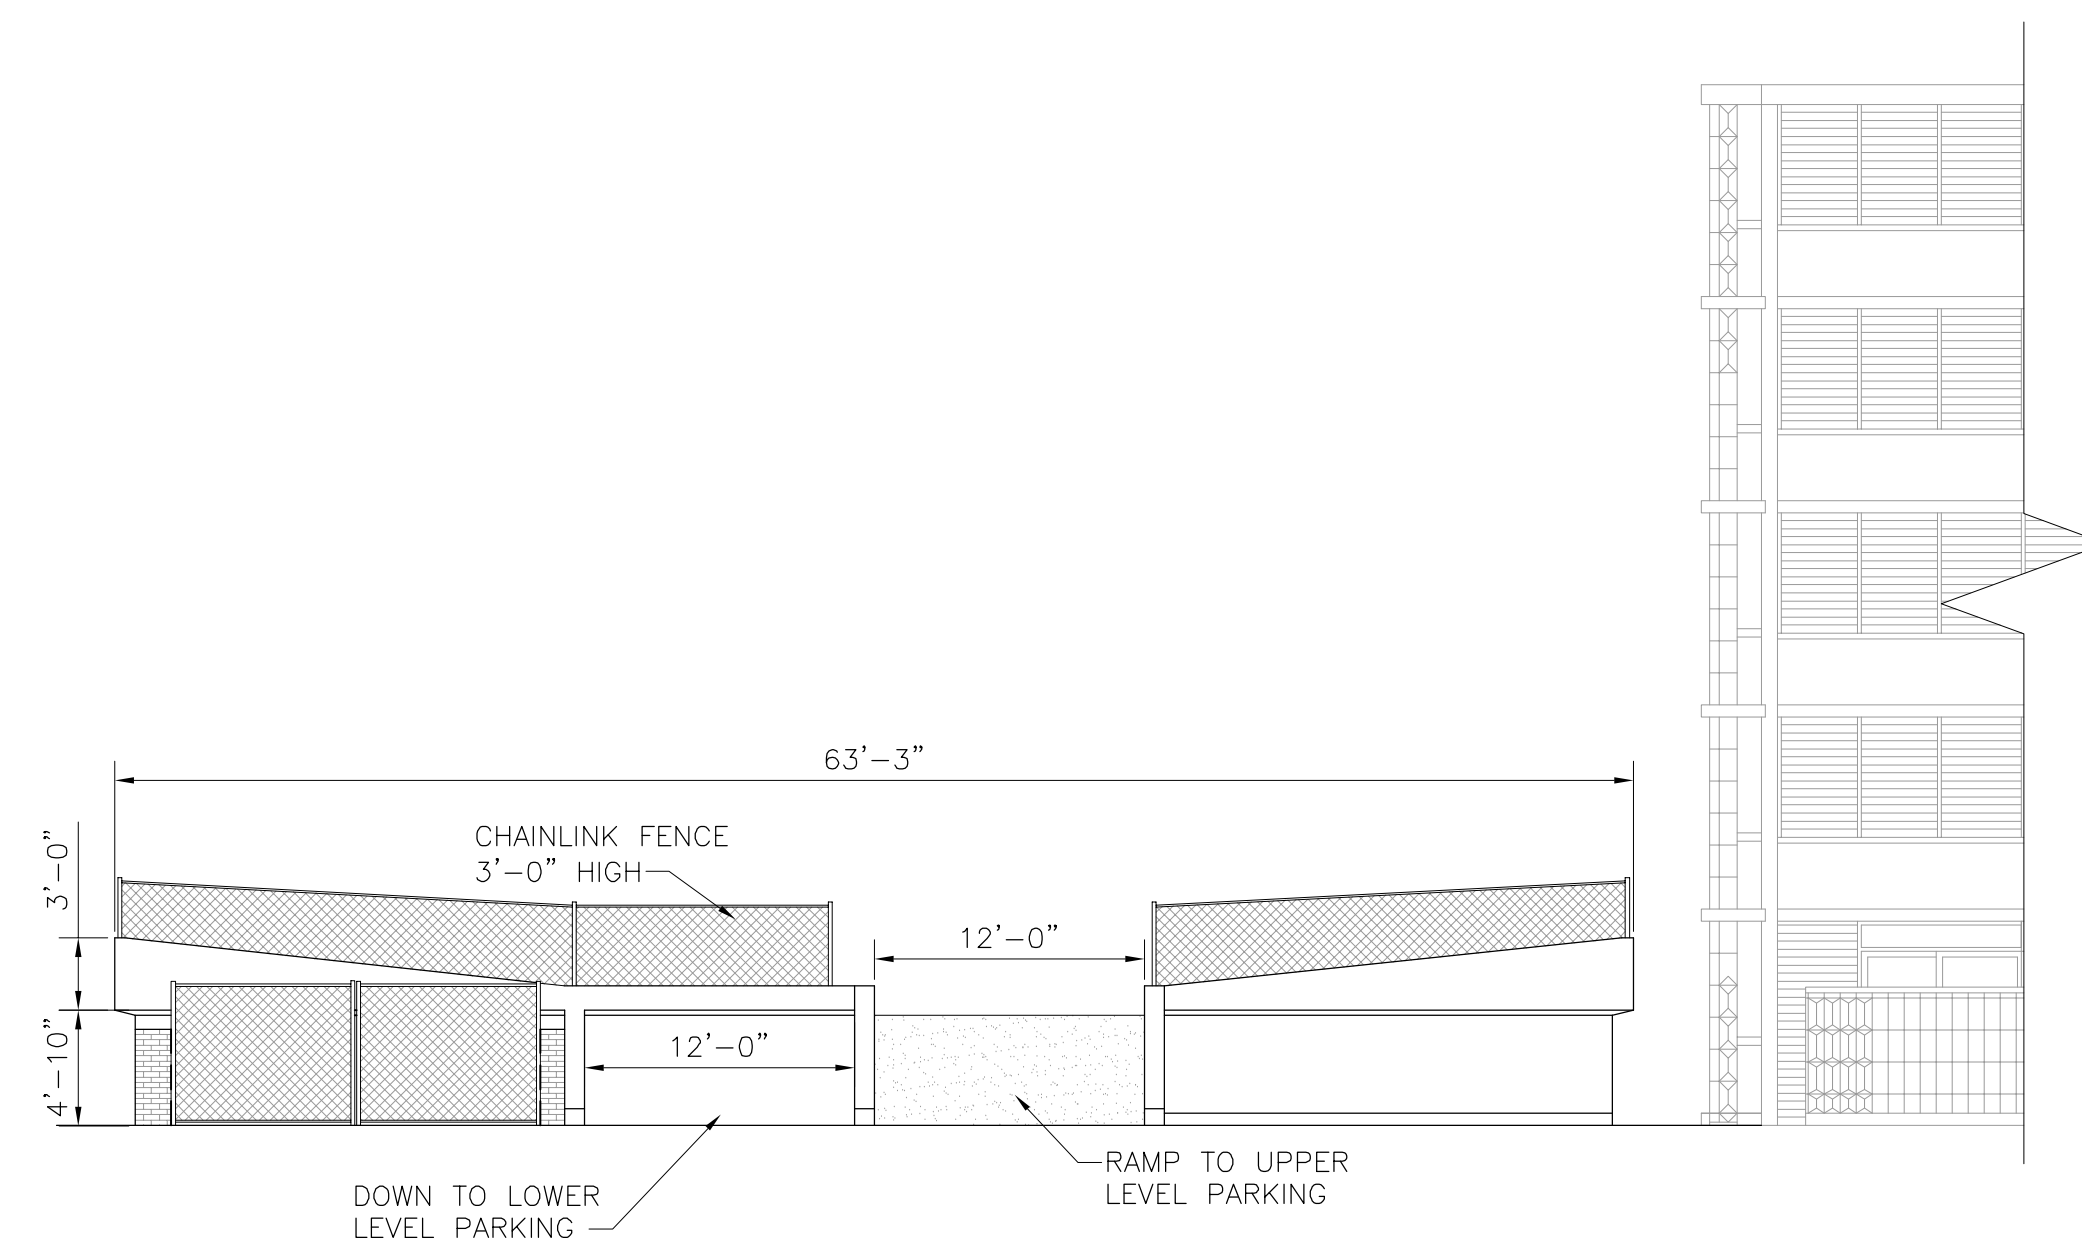 63'-3"
CHAINLINK FENCE
3'-0" HIGH
3'-0"
12'-0"
4'-10"
12'-0"
RAMP TO UPPER
LEVEL PARKING
DOWN TO LOWER
LEVEL PARKING